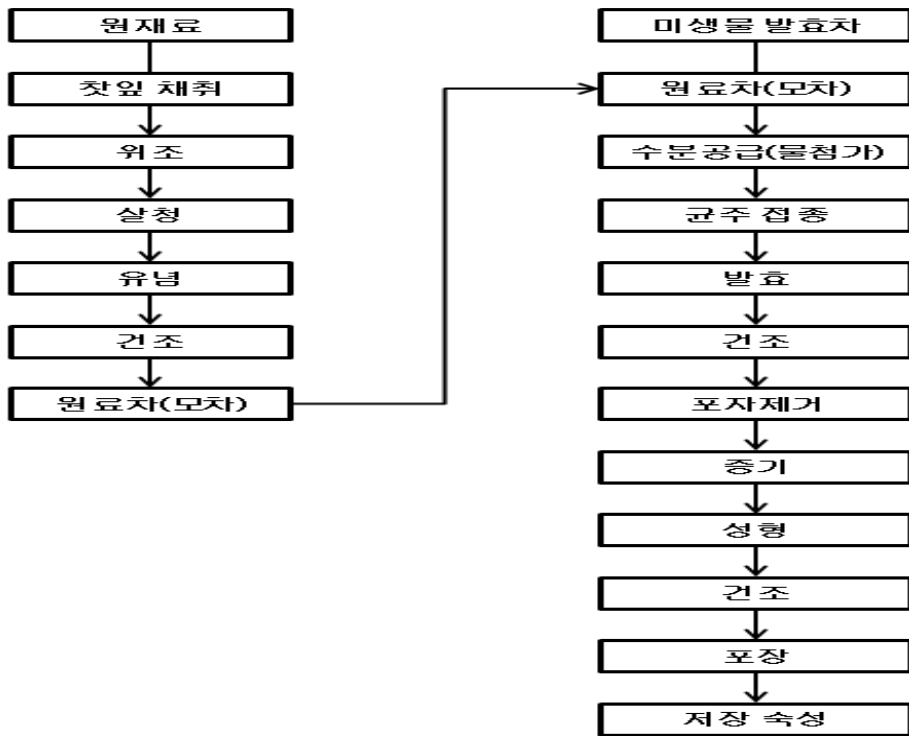 원재료
찻잎 채취
위조
살청
유념
건조
원료차(모차)
미생물 발효차
원료차(모차)
수분공급(물첨가)
균주 접종
발효
건조
포자제거
증기
성형
건조
포장
저장 숙성